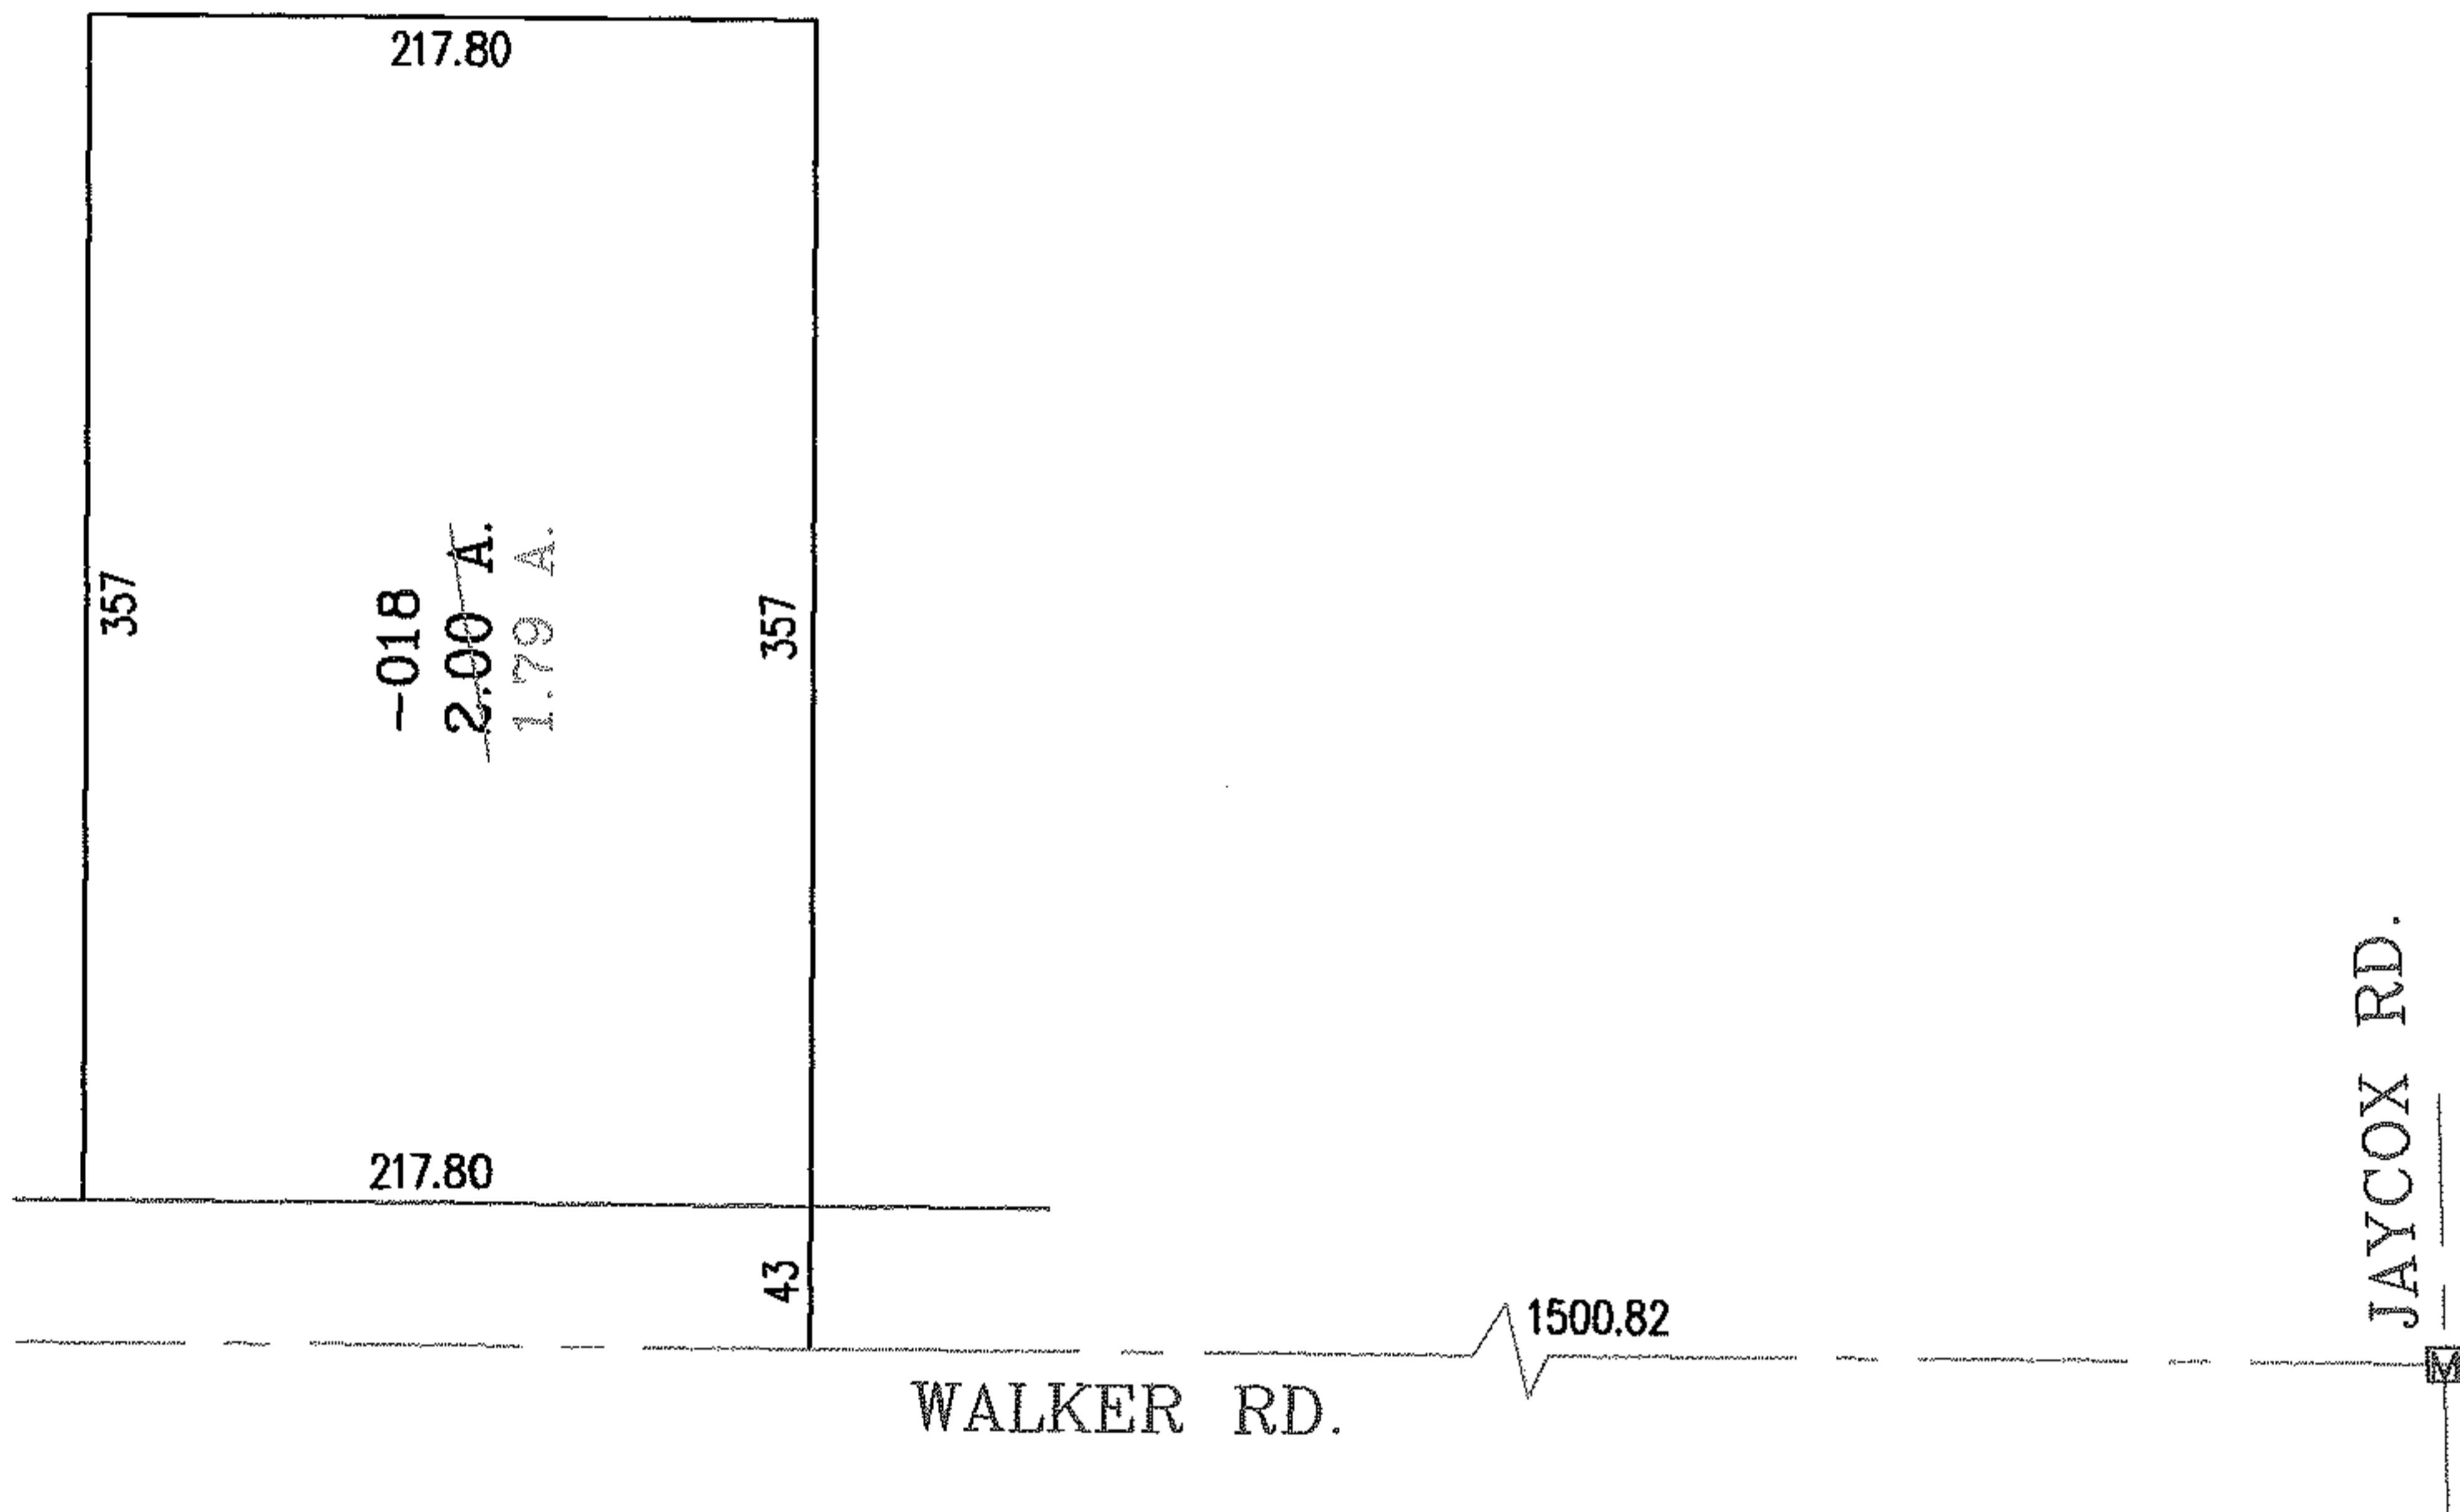 217.80
357
-018
2.00 A.
1.79 A.
357
217.80
43
1500.82
WALKER RD.
JAYCOX RD.
M